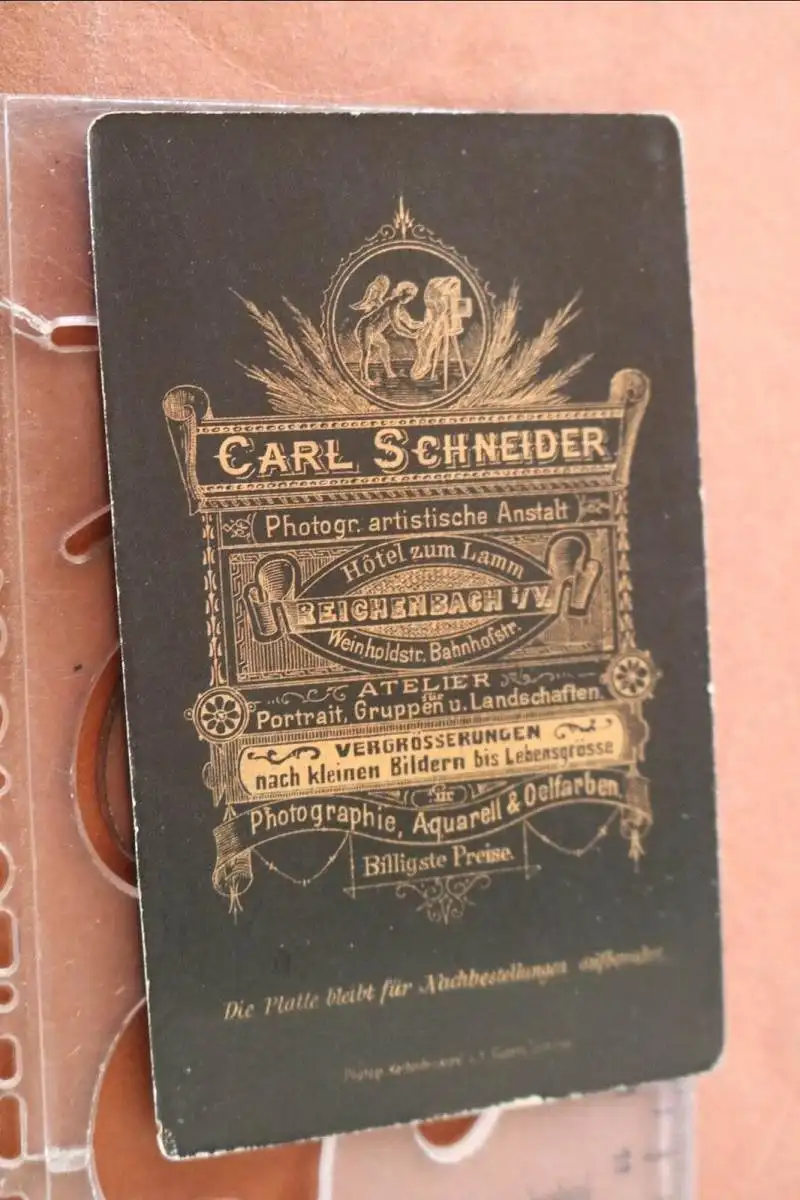 CARL SCHNEIDER
Photogr. artistische Anstalt
Hôtel zum Lamm
REICHENBACH i/V.
Weinholdstr. Bahnhofstr.
ATELIER
für
Portrait, Gruppen u. Landschaften
VERGRÖSSERUNGEN
nach kleinen Bildern bis Lebensgrösse
für
Photographie, Aquarell & Oelfarben
Billigste Preise.
Die Platte bleibt für Nachbestellungen aufbewahrt.